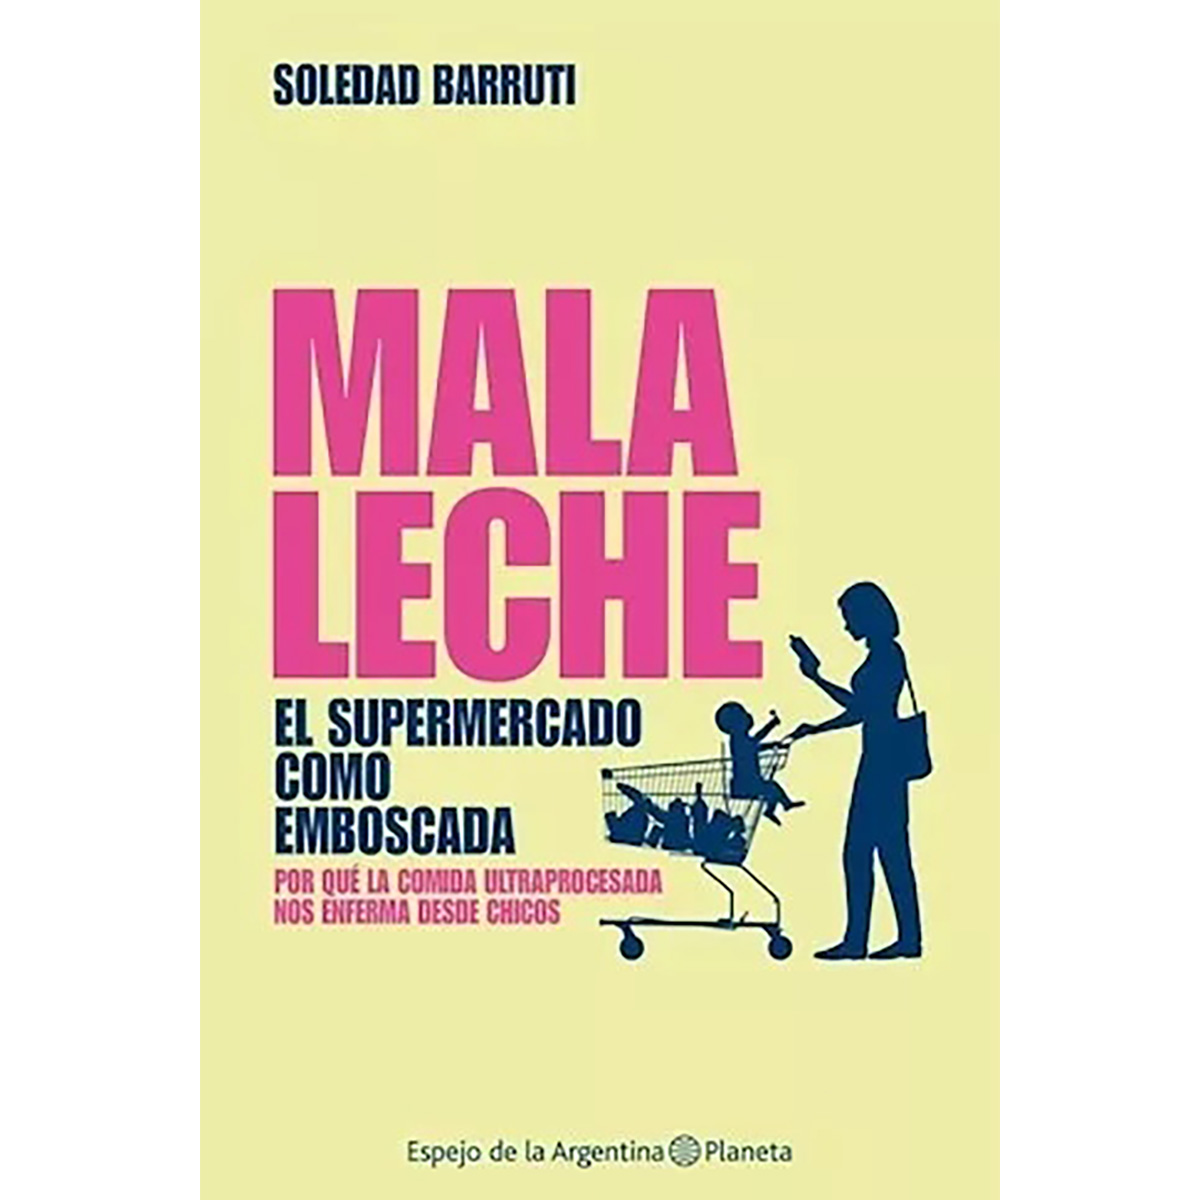 SOLEDAD BARRUTI
MALA
LECHE
EL SUPERMERCADO
COMO
EMBOSCADA
POR QUÉ LA COMIDA ULTRAPROCESADA
NOS ENFERMA DESDE CHICOS
Espejo de la Argentina Planeta